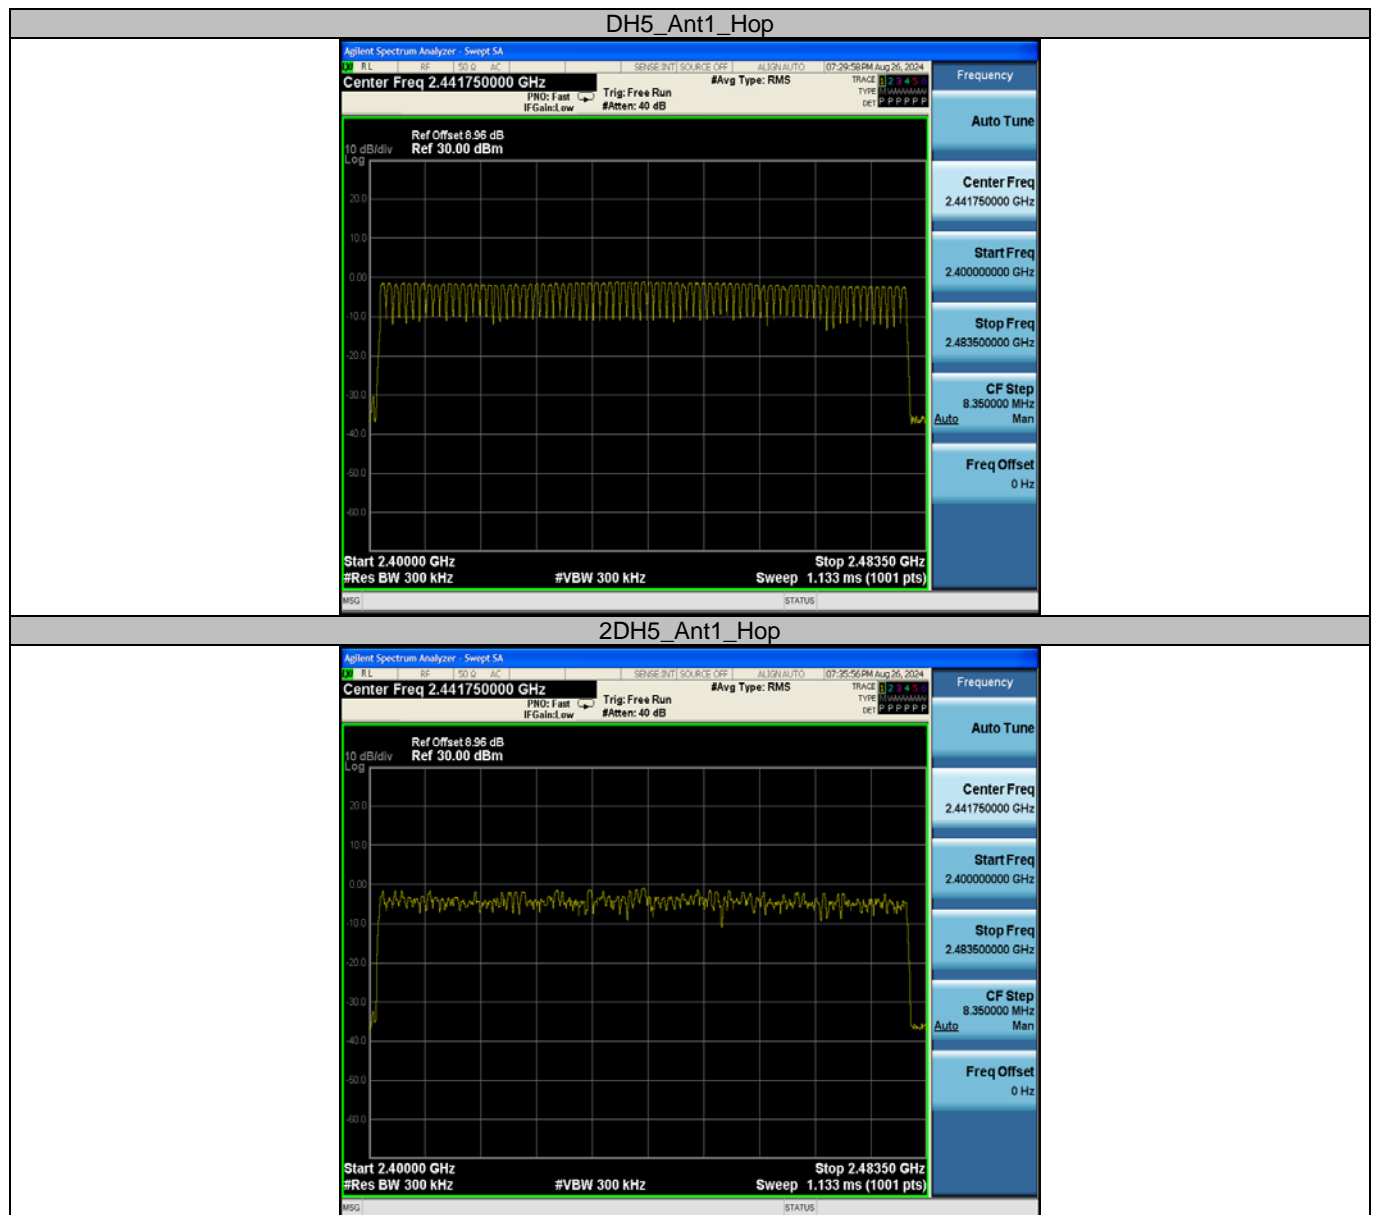 DH5_Ant1_Hop
Agilent Spectrum Analyzer - Swept SA
RL RF 50 Ω AC SENSE:INT SOURCE OFF ALIGN AUTO 07:29:58 PM Aug 26, 2024
Center Freq 2.441750000 GHz #Avg Type: RMS TRACE 1 2 3 4 5 6
PNO: Fast Trig: Free Run TYPE M W W W W W
IFGain:Low #Atten: 40 dB DET P P P P P P
Frequency
Auto Tune
Ref Offset 8.96 dB
10 dB/div Ref 30.00 dBm
Log
20.0
10.0
0.00
-10.0
-20.0
-30.0
-40.0
-50.0
-60.0
Center Freq
2.441750000 GHz
Start Freq
2.400000000 GHz
Stop Freq
2.483500000 GHz
CF Step
8.350000 MHz
Auto Man
Freq Offset
0 Hz
Start 2.40000 GHz Stop 2.48350 GHz
#Res BW 300 kHz #VBW 300 kHz Sweep 1.133 ms (1001 pts)
MSG STATUS
2DH5_Ant1_Hop
Agilent Spectrum Analyzer - Swept SA
RL RF 50 Ω AC SENSE:INT SOURCE OFF ALIGN AUTO 07:35:56 PM Aug 26, 2024
Center Freq 2.441750000 GHz #Avg Type: RMS TRACE 1 2 3 4 5 6
PNO: Fast Trig: Free Run TYPE M W W W W W
IFGain:Low #Atten: 40 dB DET P P P P P P
Frequency
Auto Tune
Ref Offset 8.96 dB
10 dB/div Ref 30.00 dBm
Log
20.0
10.0
0.00
-10.0
-20.0
-30.0
-40.0
-50.0
-60.0
Center Freq
2.441750000 GHz
Start Freq
2.400000000 GHz
Stop Freq
2.483500000 GHz
CF Step
8.350000 MHz
Auto Man
Freq Offset
0 Hz
Start 2.40000 GHz Stop 2.48350 GHz
#Res BW 300 kHz #VBW 300 kHz Sweep 1.133 ms (1001 pts)
MSG STATUS